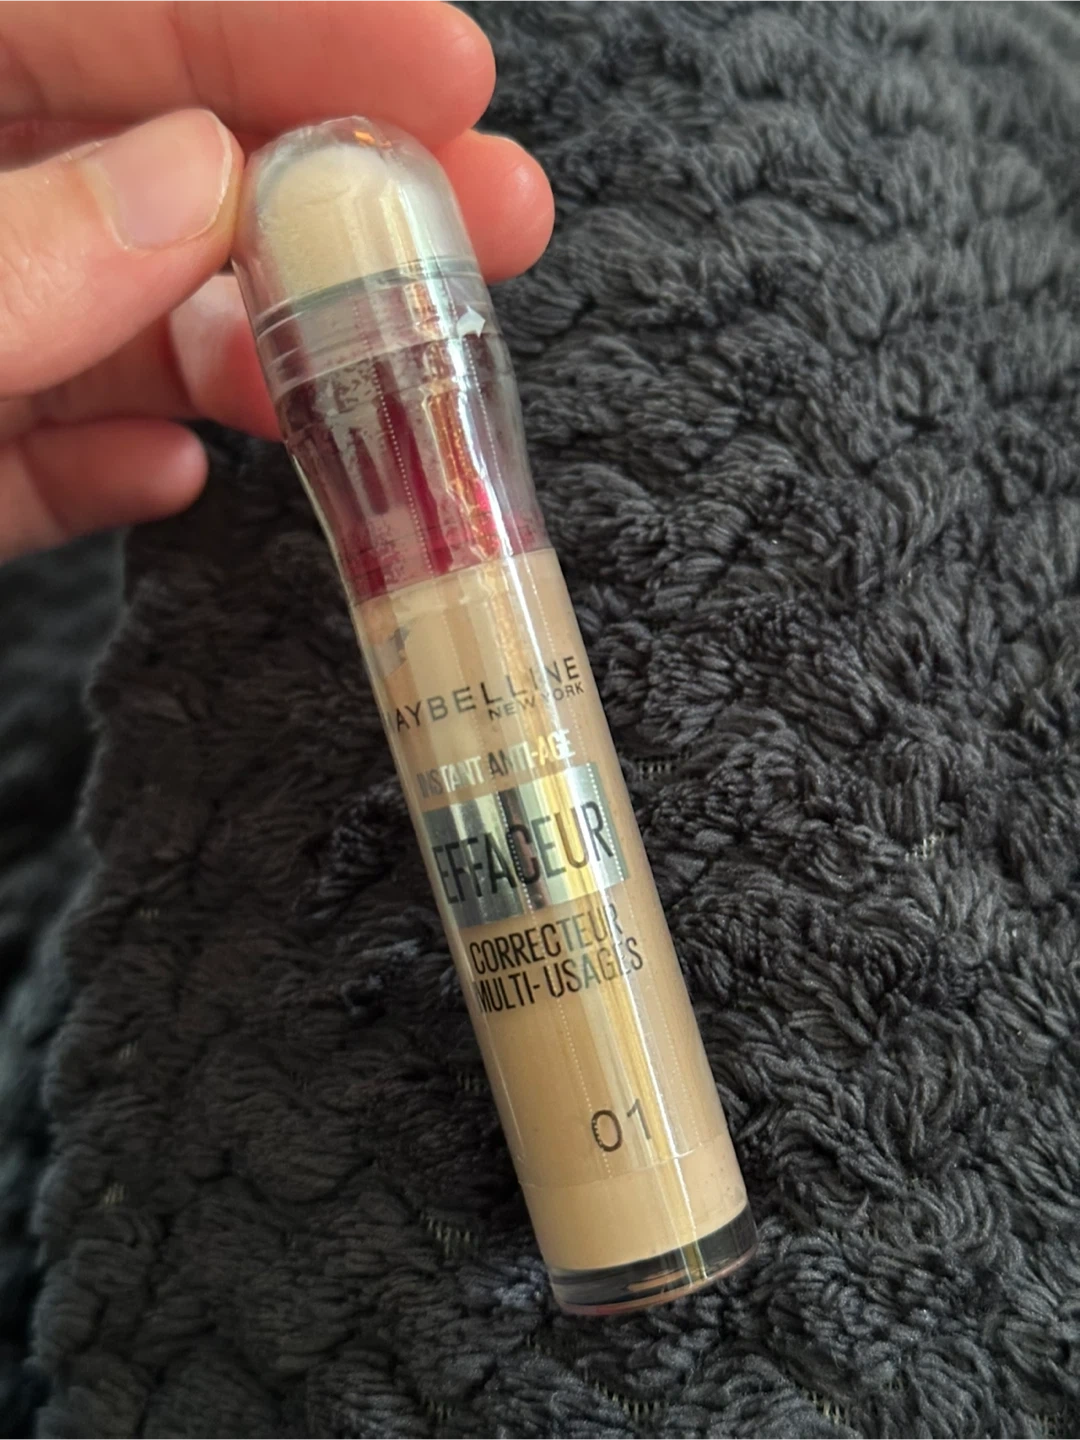 MAYBELLINE
NEW YORK
INSTANT ANTI-AGE
EFFACEUR
CORRECTEUR
MULTI-USAGES
01